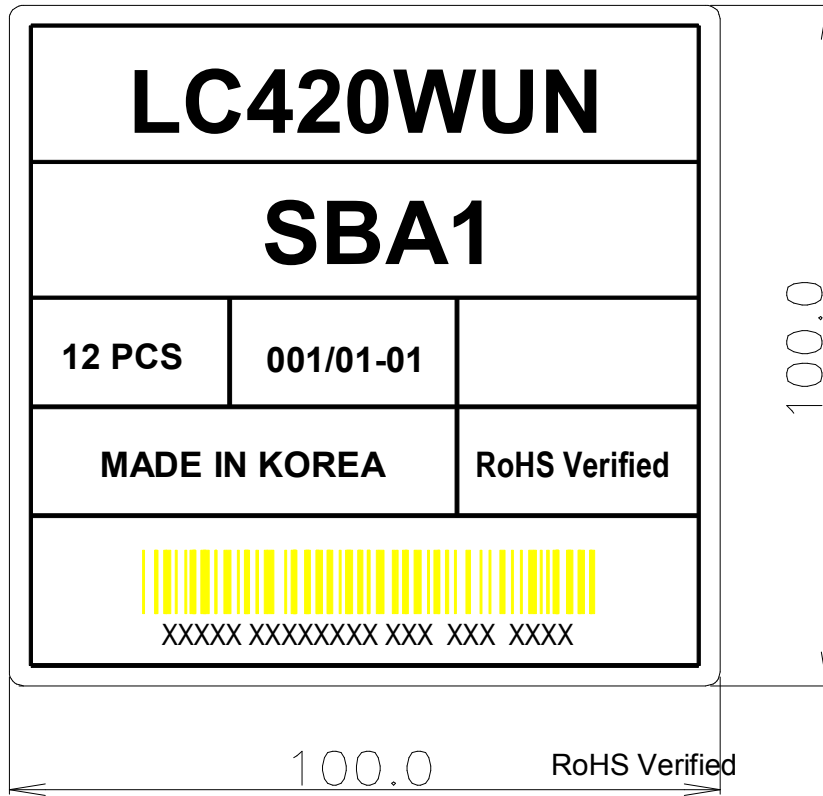 LC420WUN
SBA1
12 PCS 001/01-01
MADE IN KOREA RoHS Verified
XXXXX XXXXXXXX XXX XXX XXXX
100.0
100.0 RoHS Verified